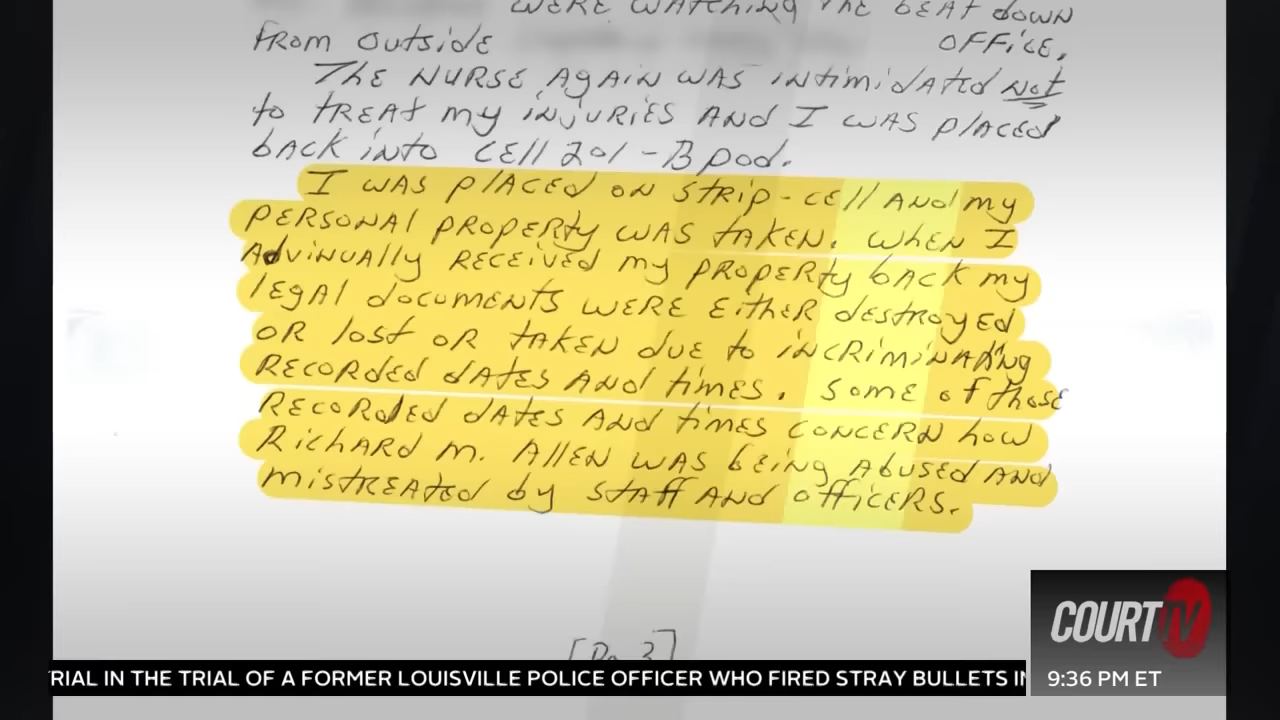 WERE WATCHING THE BEAT down
FROM OUTSIDE OFFICE.
THE NURSE AGAIN WAS INTIMIDATED NOT
to TREAT my INJURIES AND I WAS PLACED
BACK INTO CELL 201-B pod.
I WAS PLACED ON STRIP-CELL AND my
PERSONAL PROPERTY WAS TAKEN. WHEN I
ADVINUALLY RECEIVED my PROPERTY BACK my
LEGAL DOCUMENTS WERE EITHER DESTROYED
OR LOST OR TAKEN DUE TO INCRIMINATING
RECORDED DATES AND TIMES. SOME of those
RECORDED DATES AND TIMES CONCERN HOW
RICHARD M. ALLEN WAS BEING ABUSED AND
MISTREATED by STAFF AND OFFICERS.
[Pg 3]
COURT TV
TRIAL IN THE TRIAL OF A FORMER LOUISVILLE POLICE OFFICER WHO FIRED STRAY BULLETS IN
9:36 PM ET